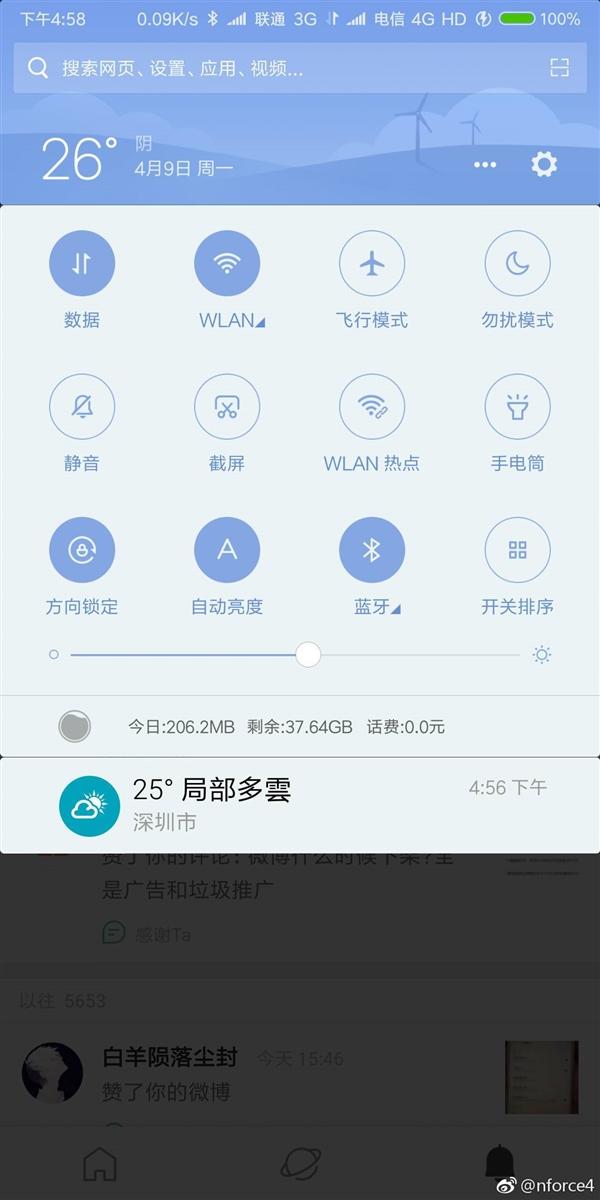 下午4:58 0.09K/s 联通 3G 电信 4G HD 100%
搜索网页、设置、应用、视频...
26° 阴
4月9日 周一
数据 WLAN 飞行模式 勿扰模式
静音 截屏 WLAN 热点 手电筒
A
方向锁定 自动亮度 蓝牙 开关排序
今日:206.2MB 剩余:37.64GB 话费:0.0元
25° 局部多雲 4:56 下午
深圳市
赞了你的评论：微博什么时候下架?全
是广告和垃圾推广
感谢Ta
以往 5653
白羊陨落尘封 今天 15:46
赞了你的微博
@nforce4